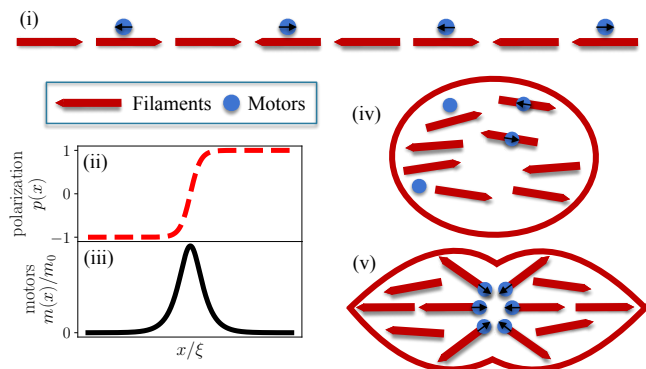 (i)
Filaments Motors
(iv)
(ii)
polarization
p(x)
1
0
−1
(iii)
motors
m(x)/m₀
0
x/ξ
(v)